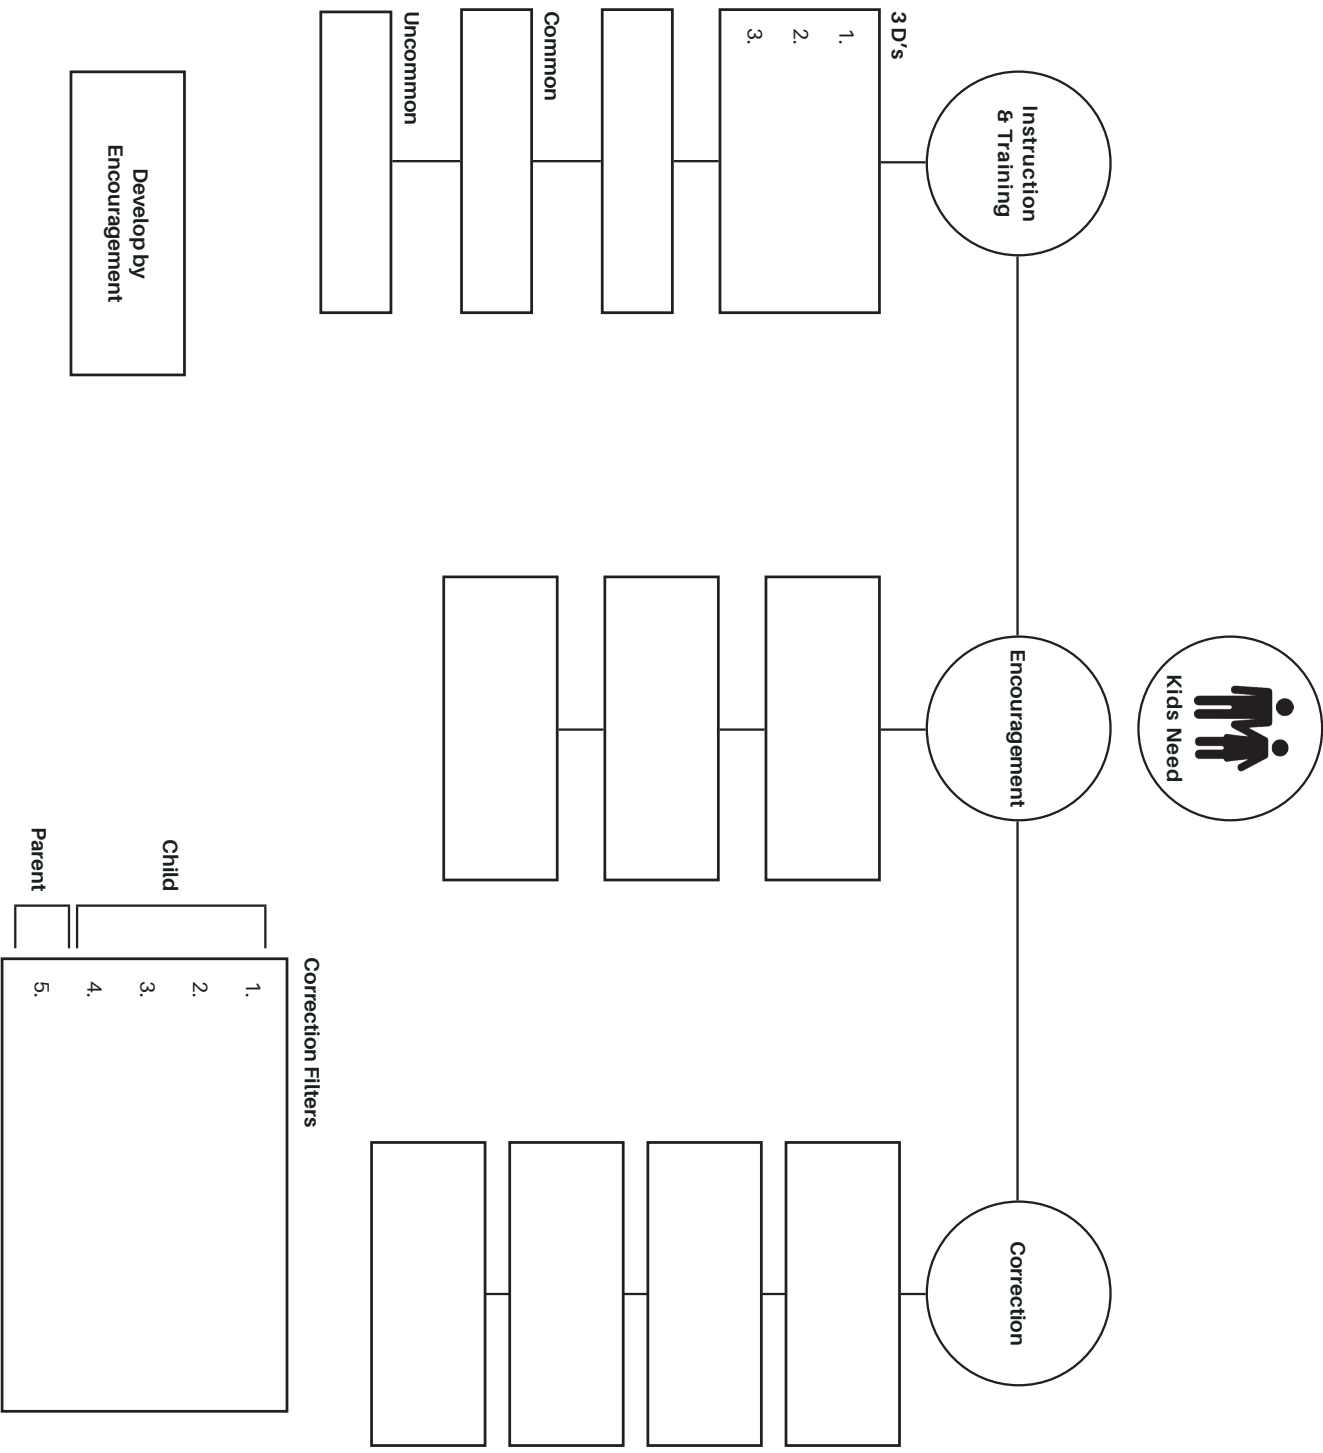 Kids Need
Instruction
& Training
Encouragement
Correction
3 D's
1.
2.
3.
Common
Uncommon
Develop by
Encouragement
Correction Filters
Child
Parent
1.
2.
3.
4.
5.